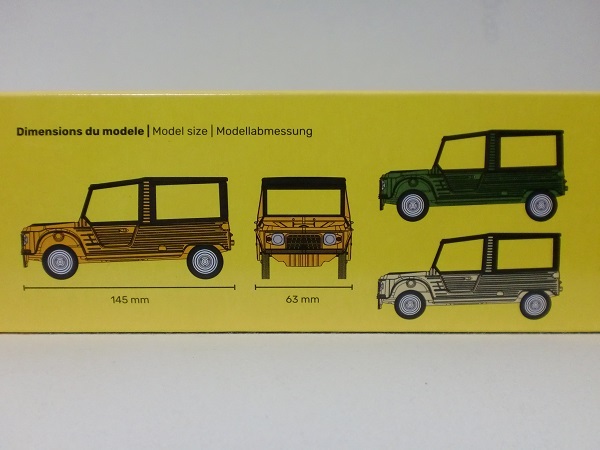 Dimensions du modele | Model size | Modellabmessung
145 mm
63 mm